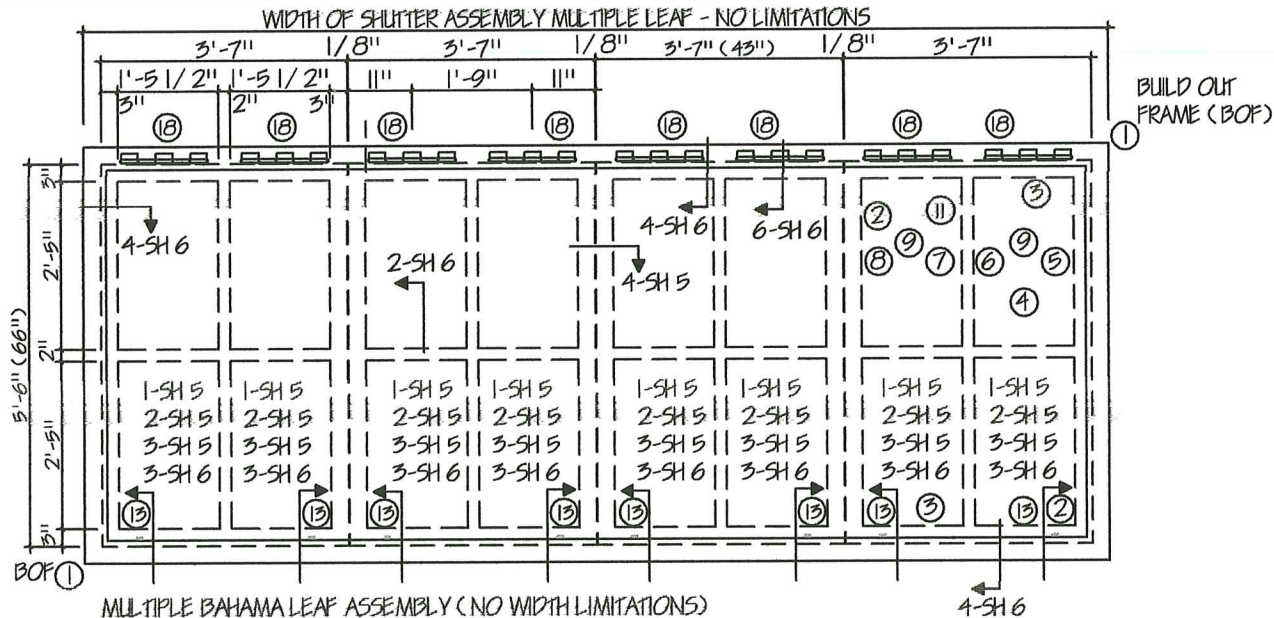 WIDTH OF SHUTTER ASSEMBLY MULTIPLE LEAF - NO LIMITATIONS
3'-7" 1/8" 3'-7" 1/8" 3'-7" (43") 1/8" 3'-7"
1'-5 1/2" 1'-5 1/2" 11" 1'-9" 11"
3" 2" 3"
BUILD OUT
FRAME (BOF)
1
18 18 18 18 18 18 18 18
3"
2'-5"
2"
2'-5"
3"
5'-6" (66")
4-SH 6
2-SH 6
4-SH 5
4-SH 6
6-SH 6
2 11 3
8 9 7 6 9 5
4
1-SH 5 1-SH 5 1-SH 5 1-SH 5 1-SH 5 1-SH 5 1-SH 5 1-SH 5
2-SH 5 2-SH 5 2-SH 5 2-SH 5 2-SH 5 2-SH 5 2-SH 5 2-SH 5
3-SH 5 3-SH 5 3-SH 5 3-SH 5 3-SH 5 3-SH 5 3-SH 5 3-SH 5
3-SH 6 3-SH 6 3-SH 6 3-SH 6 3-SH 6 3-SH 6 3-SH 6 3-SH 6
13 13 13 13 13 13 13 3 13 2
BOF 1
MULTIPLE BAHAMA LEAF ASSEMBLY (NO WIDTH LIMITATIONS)
4-SH 6